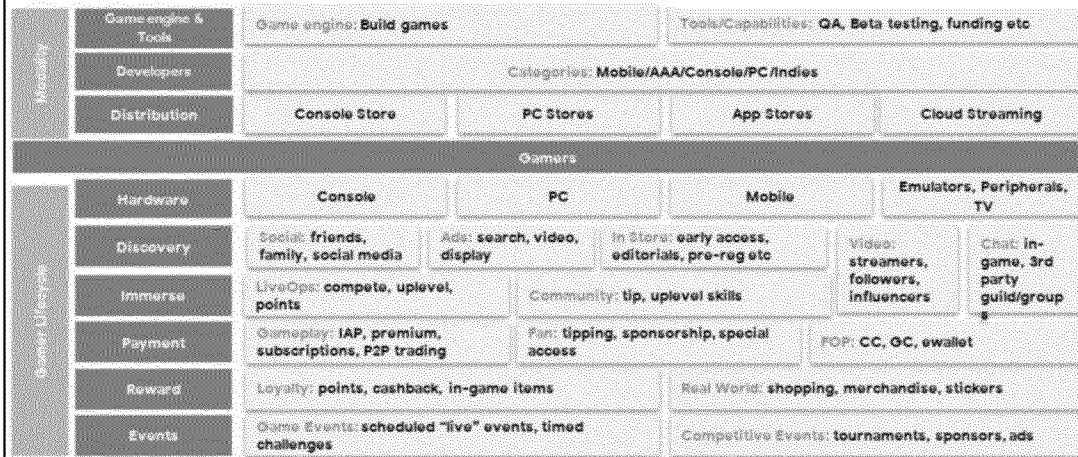 Game engine & Tools
Game engine: Build games
Tools/Capabilities: QA, Beta testing, funding etc
Developers
Categories: Mobile/AAA/Console/PC/Indies
Distribution
Console Store
PC Stores
App Stores
Cloud Streaming
Gamers
Gamer Lifecycle
Hardware
Console
PC
Mobile
Emulators, Peripherals,
TV
Discovery
Social: friends,
family, social media
Ads: search, video,
display
In Store: early access,
editorials, pre-reg etc
Video:
streamers,
followers,
influencers
Chat: in-
game, 3rd
party
guild/group
s
Immerse
LiveOps: compete, uplevel,
points
Community: tip, uplevel skills
Payment
Gameplay: IAP, premium,
subscriptions, P2P trading
Fan: tipping, sponsorship, special
access
FOP: CC, GC, ewallet
Reward
Loyalty: points, cashback, in-game items
Real World: shopping, merchandise, stickers
Events
Game Events: scheduled "live" events, timed
challenges
Competitive Events: tournaments, sponsors, ads